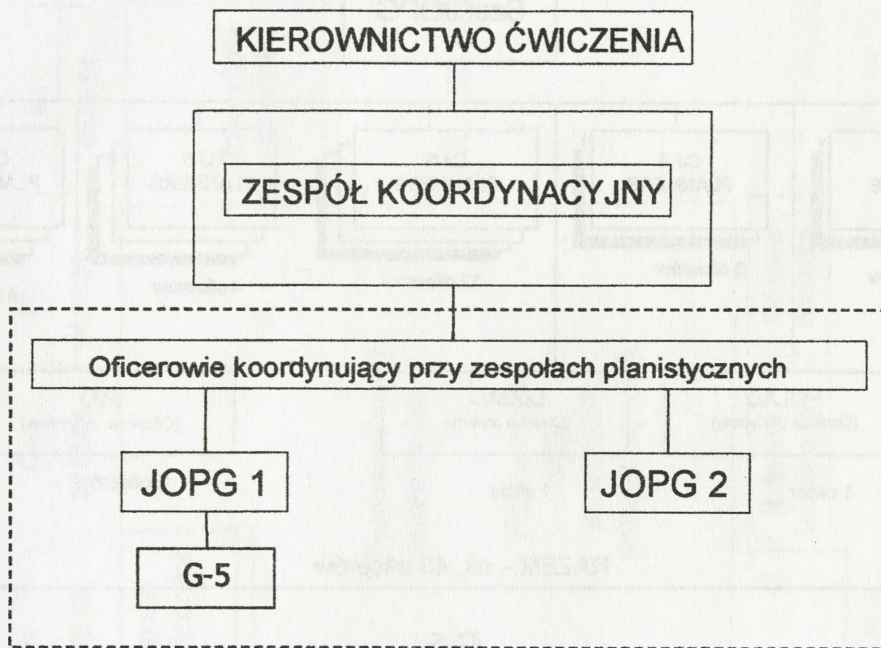 KIEROWNICTWO ĆWICZENIA
ZESPÓŁ KOORDYNACYJNY
Oficerowie koordynujący przy zespołach planistycznych
JOPG 1
JOPG 2
G-5